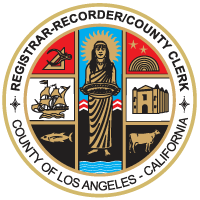 REGISTRAR-RECORDER/COUNTY CLERK
COUNTY OF LOS ANGELES - CALIFORNIA